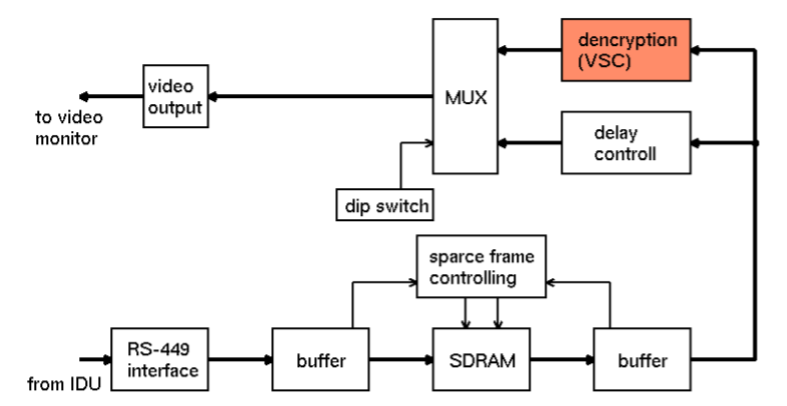 dencryption
(VSC)
video
output
MUX
to video
monitor
delay
controll
dip switch
sparce frame
controlling
RS-449
interface
buffer
SDRAM
buffer
from IDU